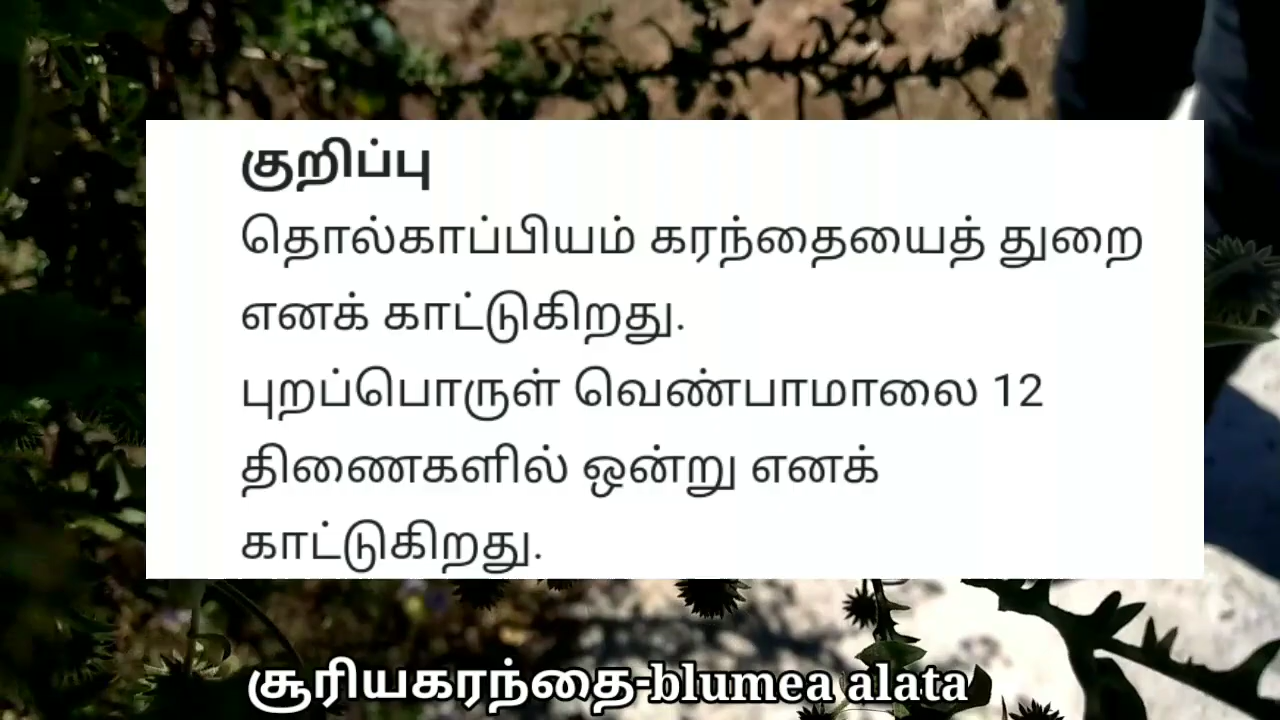 குறிப்பு
தொல்காப்பியம் கரந்தையைத் துறை
எனக் காட்டுகிறது.
புறப்பொருள் வெண்பாமாலை 12
திணைகளில் ஒன்று எனக்
காட்டுகிறது.
சூரியகரந்தை-blumea alata